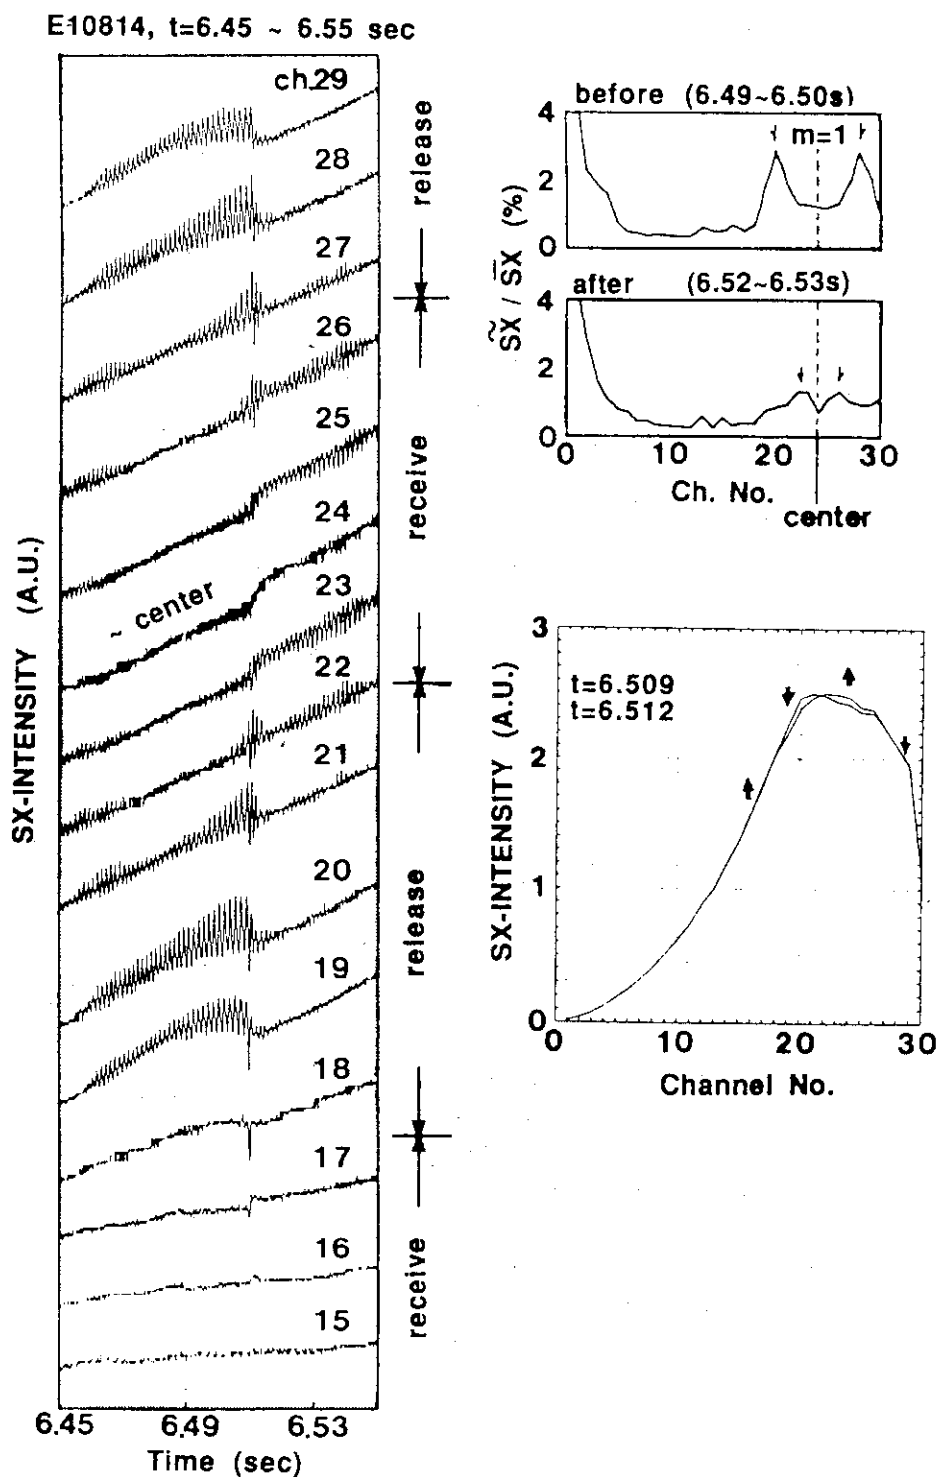 E10814, t=6.45 ~ 6.55 sec
SX-INTENSITY (A.U.)
ch.29
28
27
26
25
24
~ center
23
22
21
20
19
18
17
16
15
6.45 6.49 6.53
Time (sec)
release
receive
release
receive
before (6.49~6.50s)
4
m=1
2
0
S̃X / S̅X (%)
after (6.52~6.53s)
4
2
0
0 10 20 30
Ch. No.
center
3
t=6.509
t=6.512
2
1
0
SX-INTENSITY (A.U.)
0 10 20 30
Channel No.